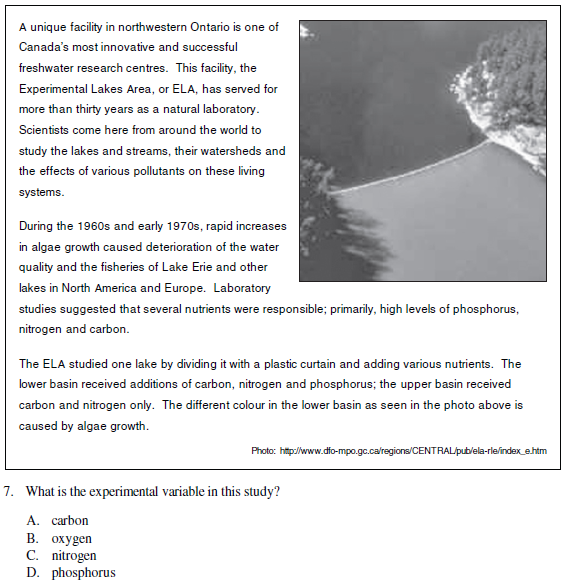 A unique facility in northwestern Ontario is one of
Canada's most innovative and successful
freshwater research centres. This facility, the
Experimental Lakes Area, or ELA, has served for
more than thirty years as a natural laboratory.
Scientists come here from around the world to
study the lakes and streams, their watersheds and
the effects of various pollutants on these living
systems.
During the 1960s and early 1970s, rapid increases
in algae growth caused deterioration of the water
quality and the fisheries of Lake Erie and other
lakes in North America and Europe. Laboratory
studies suggested that several nutrients were responsible; primarily, high levels of phosphorus,
nitrogen and carbon.
The ELA studied one lake by dividing it with a plastic curtain and adding various nutrients. The
lower basin received additions of carbon, nitrogen and phosphorus; the upper basin received
carbon and nitrogen only. The different colour in the lower basin as seen in the photo above is
caused by algae growth.
Photo: http://www.dfo-mpo.gc.ca/regions/CENTRAL/pub/ela-rle/index_e.htm
7. What is the experimental variable in this study?
A. carbon
B. oxygen
C. nitrogen
D. phosphorus